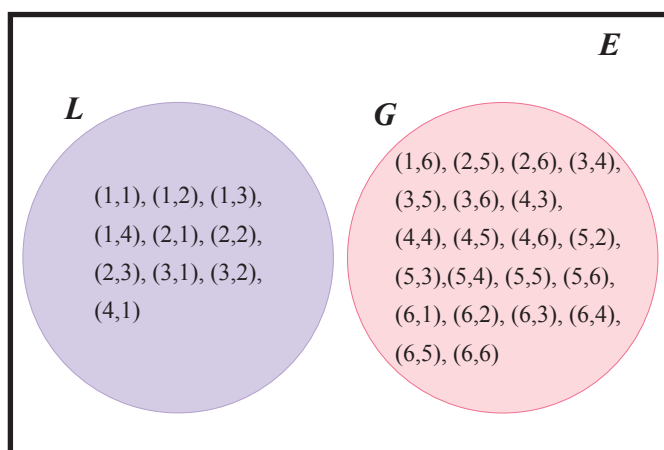 E
L
G
(1,1), (1,2), (1,3),
(1,4), (2,1), (2,2),
(2,3), (3,1), (3,2),
(4,1)
(1,6), (2,5), (2,6), (3,4),
(3,5), (3,6), (4,3),
(4,4), (4,5), (4,6), (5,2),
(5,3),(5,4), (5,5), (5,6),
(6,1), (6,2), (6,3), (6,4),
(6,5), (6,6)